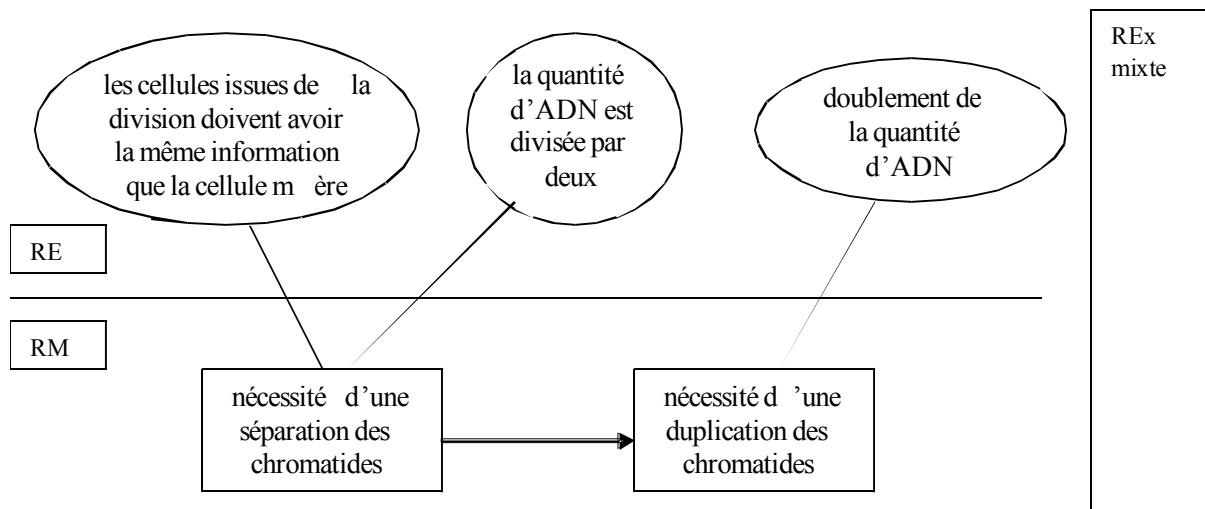 les cellules issues de la
division doivent avoir
la même information
que la cellule m ère
la quantité
d’ADN est
divisée par
deux
doublement de
la quantité
d’ADN
REx
mixte
RE
RM
nécessité d’une
séparation des
chromatides
nécessité d ’une
duplication des
chromatides